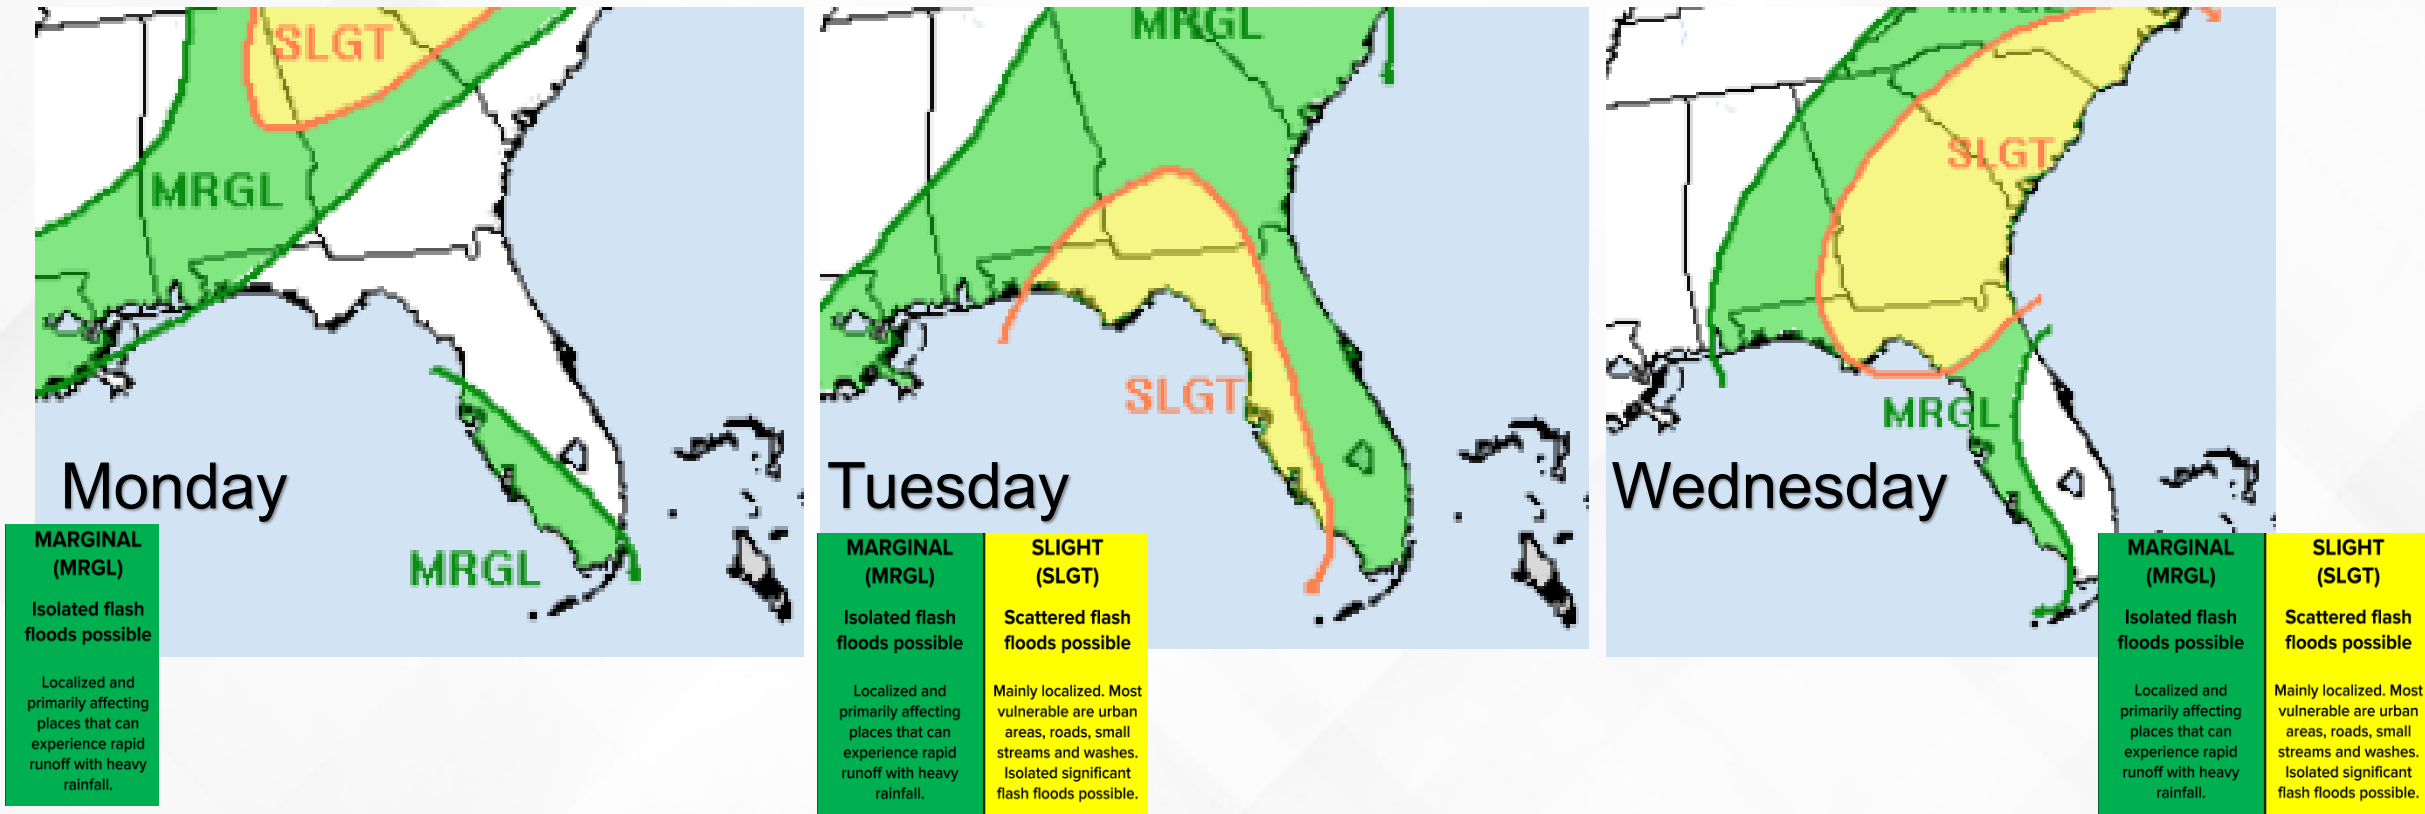 SLGT
MRGL
Monday
MRGL
MARGINAL
(MRGL)
Isolated flash
floods possible
Localized and
primarily affecting
places that can
experience rapid
runoff with heavy
rainfall.
MRGL
SLGT
Tuesday
MARGINAL
(MRGL)
Isolated flash
floods possible
Localized and
primarily affecting
places that can
experience rapid
runoff with heavy
rainfall.
SLIGHT
(SLGT)
Scattered flash
floods possible
Mainly localized. Most
vulnerable are urban
areas, roads, small
streams and washes.
Isolated significant
flash floods possible.
MRGL
SLGT
MRGL
Wednesday
MARGINAL
(MRGL)
Isolated flash
floods possible
Localized and
primarily affecting
places that can
experience rapid
runoff with heavy
rainfall.
SLIGHT
(SLGT)
Scattered flash
floods possible
Mainly localized. Most
vulnerable are urban
areas, roads, small
streams and washes.
Isolated significant
flash floods possible.